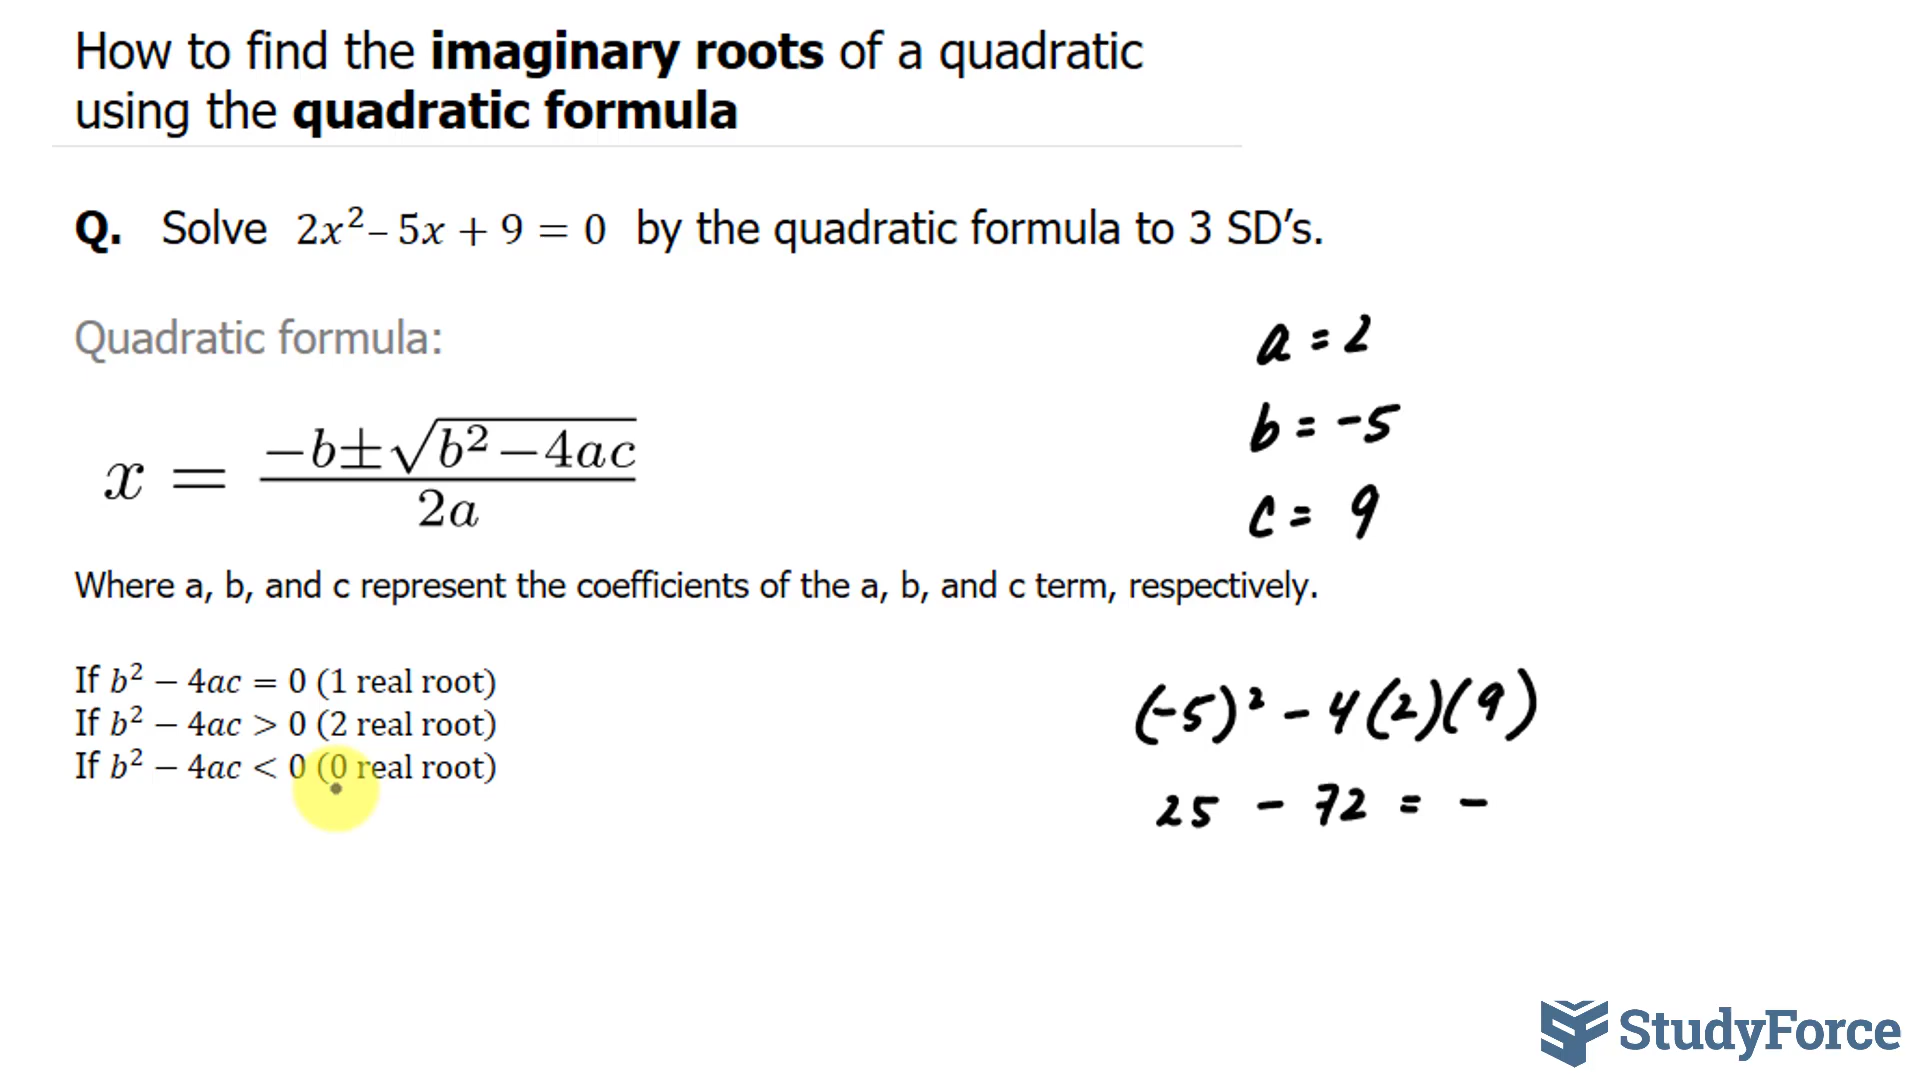 How to find the imaginary roots of a quadratic
using the quadratic formula
Q. Solve 2x²– 5x + 9 = 0 by the quadratic formula to 3 SD’s.
Quadratic formula:
x = (−b±√(b²−4ac))/(2a)
a = 2
b = -5
c = 9
Where a, b, and c represent the coefficients of the a, b, and c term, respectively.
If b² − 4ac = 0 (1 real root)
If b² − 4ac > 0 (2 real root)
If b² − 4ac < 0 (0 real root)
(-5)² - 4(2)(9)
25 - 72 = -
StudyForce